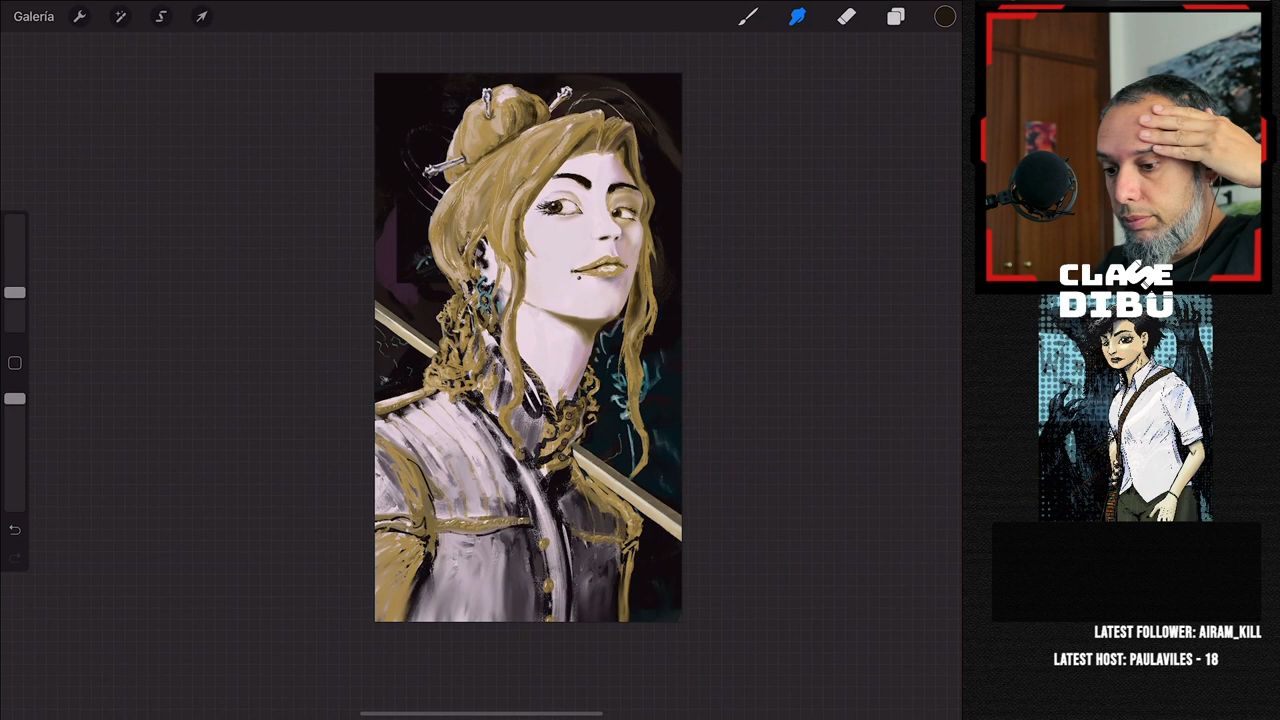 Galería
CLASE
DIBU
LATEST FOLLOWER: AIRAM_KILL
LATEST HOST: PAULAVILES - 18